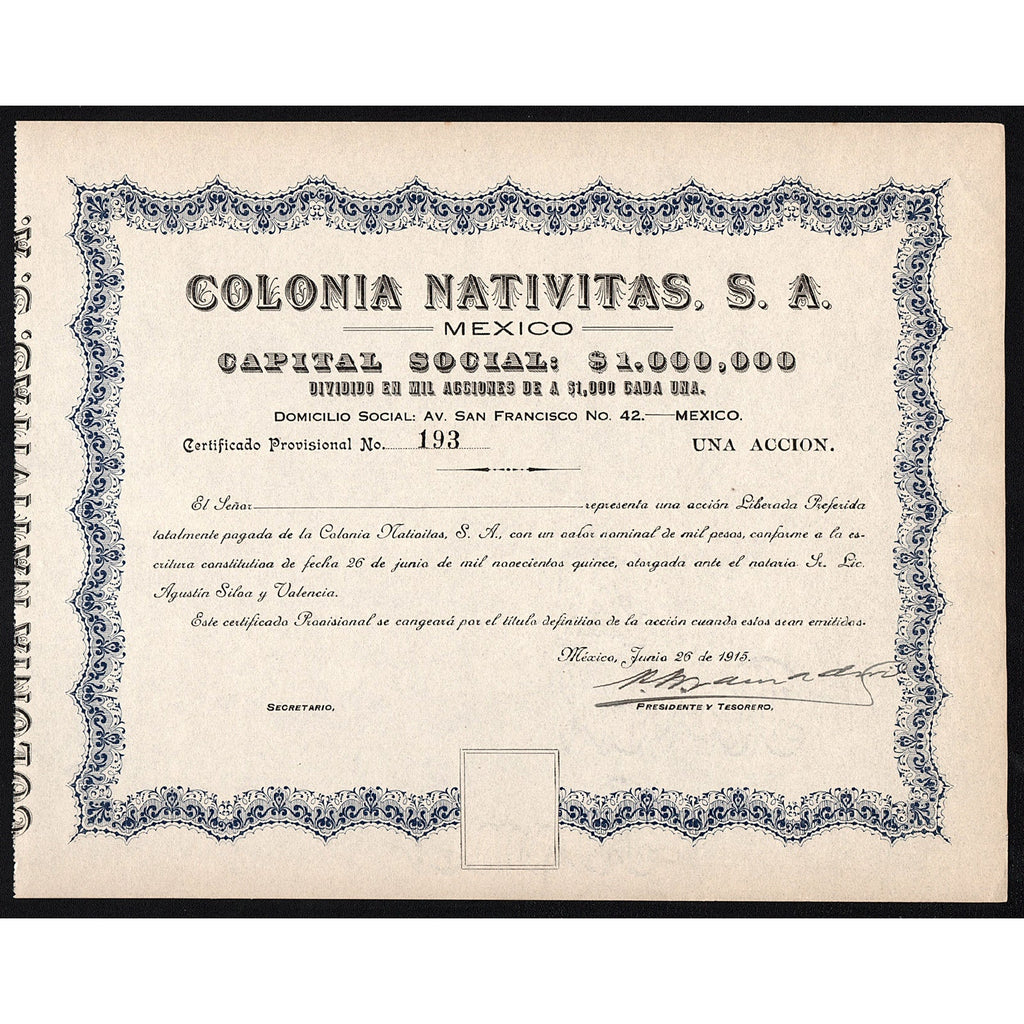 COLONIA NATIVITAS, S. A.
MEXICO
CAPITAL SOCIAL: $1.000,000
DIVIDIDO EN MIL ACCIONES DE A $1,000 CADA UNA.
DOMICILIO SOCIAL: AV. SAN FRANCISCO NO. 42.—MEXICO.
Certificado Provisional No. 193 UNA ACCION.
El Señor representa una acción Liberada Preferida
totalmente pagada de la Colonia Nativitas, S. A., con un valor nominal de mil pesos, conforme a la es-
critura constitutiva de fecha 26 de junio de mil novecientos quince, otorgada ante el notario Sr. Lic.
Agustín Silva y Valencia.
Este certificado Provisional se cangeará por el título definitivo de la acción cuando estos sean emitidos.
México, Junio 26 de 1915.
SECRETARIO,
PRESIDENTE Y TESORERO,
COLONIA NATIVITAS, S. A.